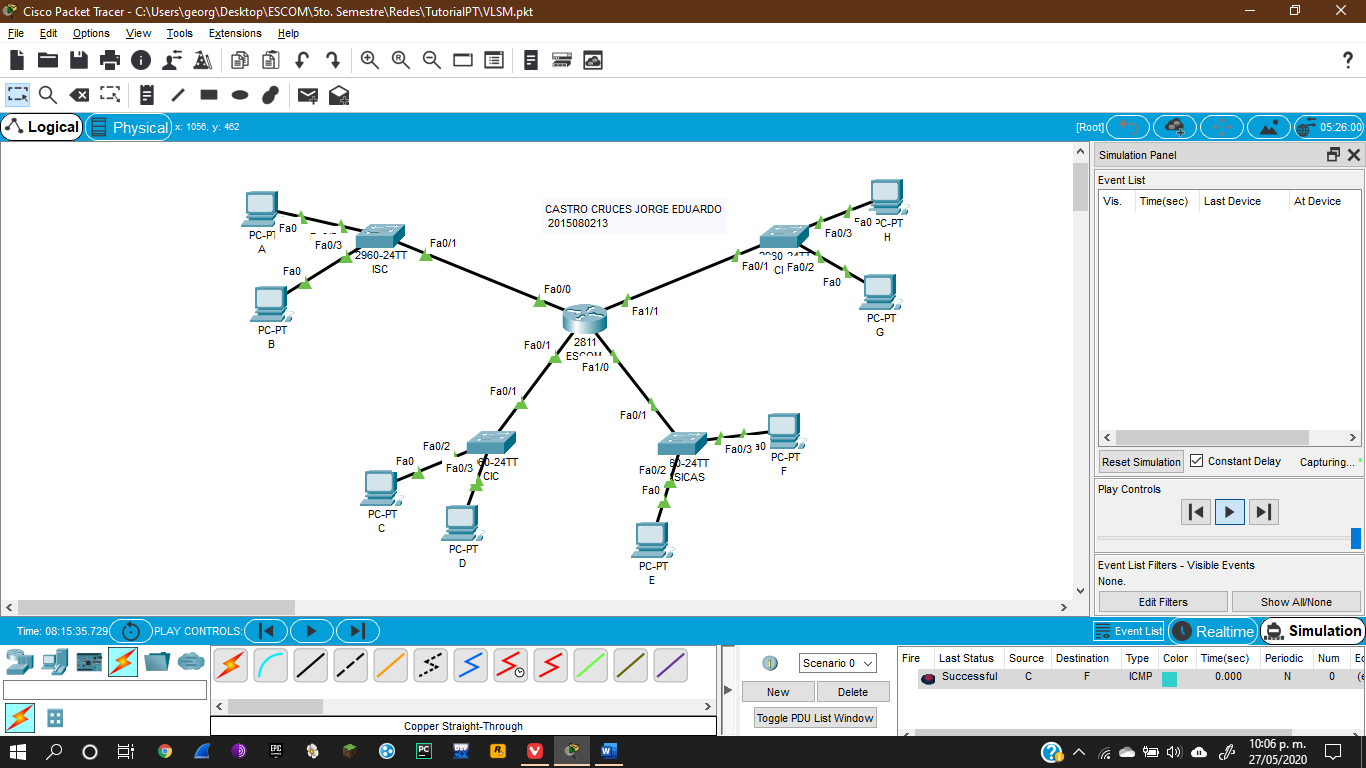 Cisco Packet Tracer - C:\Users\georg\Desktop\ESCOM\5to. Semestre\Redes\TutorialPT\VLSM.pkt
File Edit Options View Tools Extensions Help
?
Logical Physical x: 1056, y: 462 [Root] 05:26:00
Simulation Panel
Event List
Vis. Time(sec) Last Device At Device
CASTRO CRUCES JORGE EDUARDO
2015080213
PC-PT
A
Fa0
Fa0/3
2960-24TT
ISC
Fa0/1
Fa0
PC-PT
B
Fa0/0
PC-PT
H
Fa0
Fa0/3
Fa0/1
Fa0/2
Fa0
PC-PT
G
Fa1/1
2811
ESCOM
Fa0/1
Fa1/0
Fa0/1
Fa0/2
Fa0
Fa0/3
60-24TT
CIC
PC-PT
C
PC-PT
D
Fa0/1
60-24TT
SICAS
Fa0/3
PC-PT
F
Fa0/2
Fa0
PC-PT
E
Reset Simulation Constant Delay Capturing...*
Play Controls
Event List Filters - Visible Events
None.
Edit Filters Show All/None
Time: 08:15:35.729 PLAY CONTROLS: Event List Realtime Simulation
Scenario 0
New Delete
Toggle PDU List Window
Fire Last Status Source Destination Type Color Time(sec) Periodic Num Ec
Successful C F ICMP 0.000 N 0 (e
Copper Straight-Through
10:06 p. m.
27/05/2020